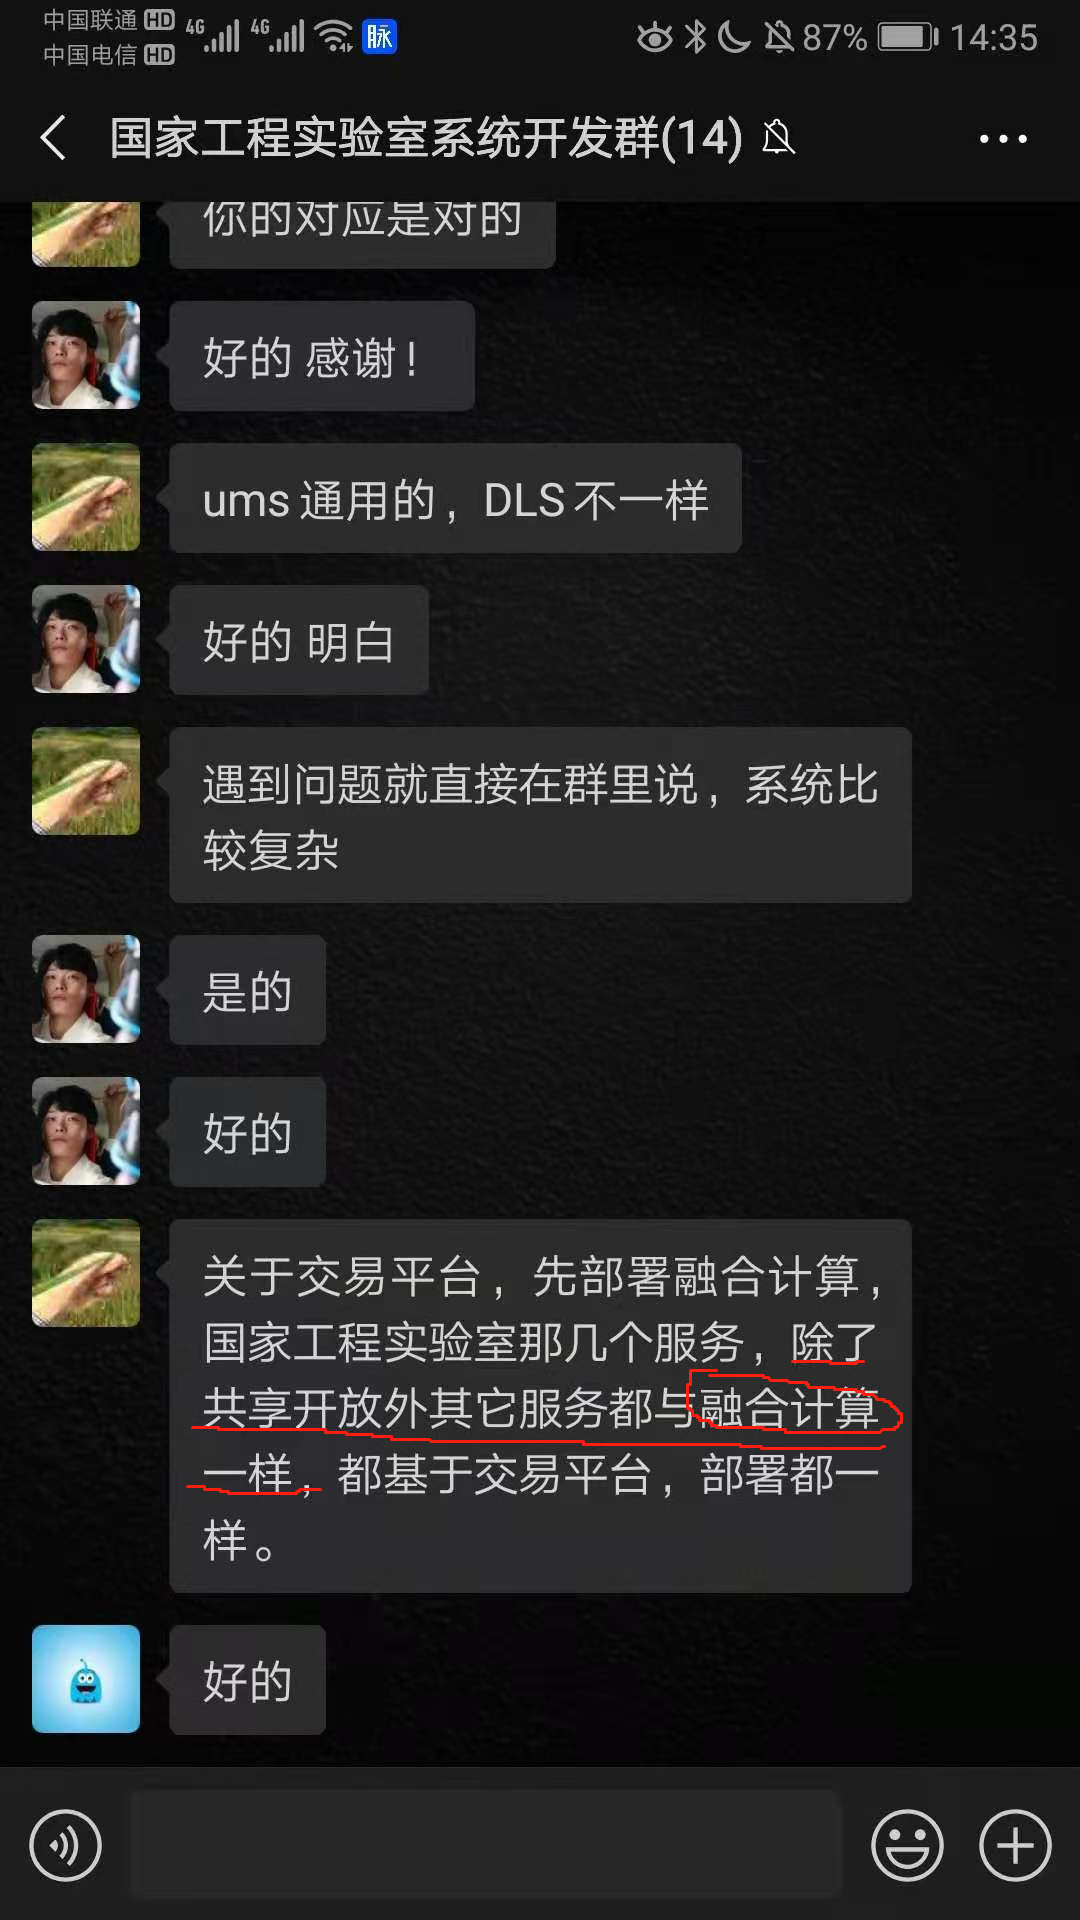 中国联通 HD 4G 4G 脉 87% 14:35
中国电信 HD
国家工程实验室系统开发群(14)
你的对应是对的
好的 感谢！
ums 通用的，DLS 不一样
好的 明白
遇到问题就直接在群里说，系统比
较复杂
是的
好的
关于交易平台，先部署融合计算，
国家工程实验室那几个服务，除了
共享开放外其它服务都与融合计算
一样，都基于交易平台，部署都一
样。
好的